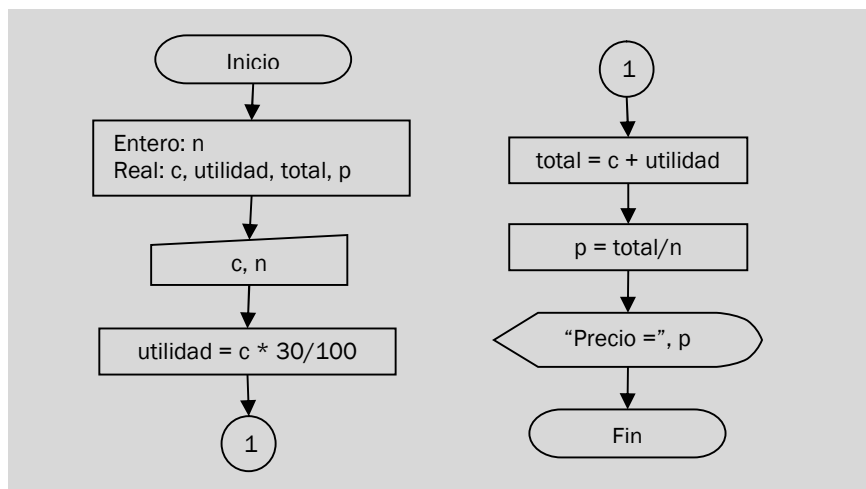 Inicio
Entero: n
Real: c, utilidad, total, p
c, n
utilidad = c * 30/100
1
1
total = c + utilidad
p = total/n
“Precio =”, p
Fin